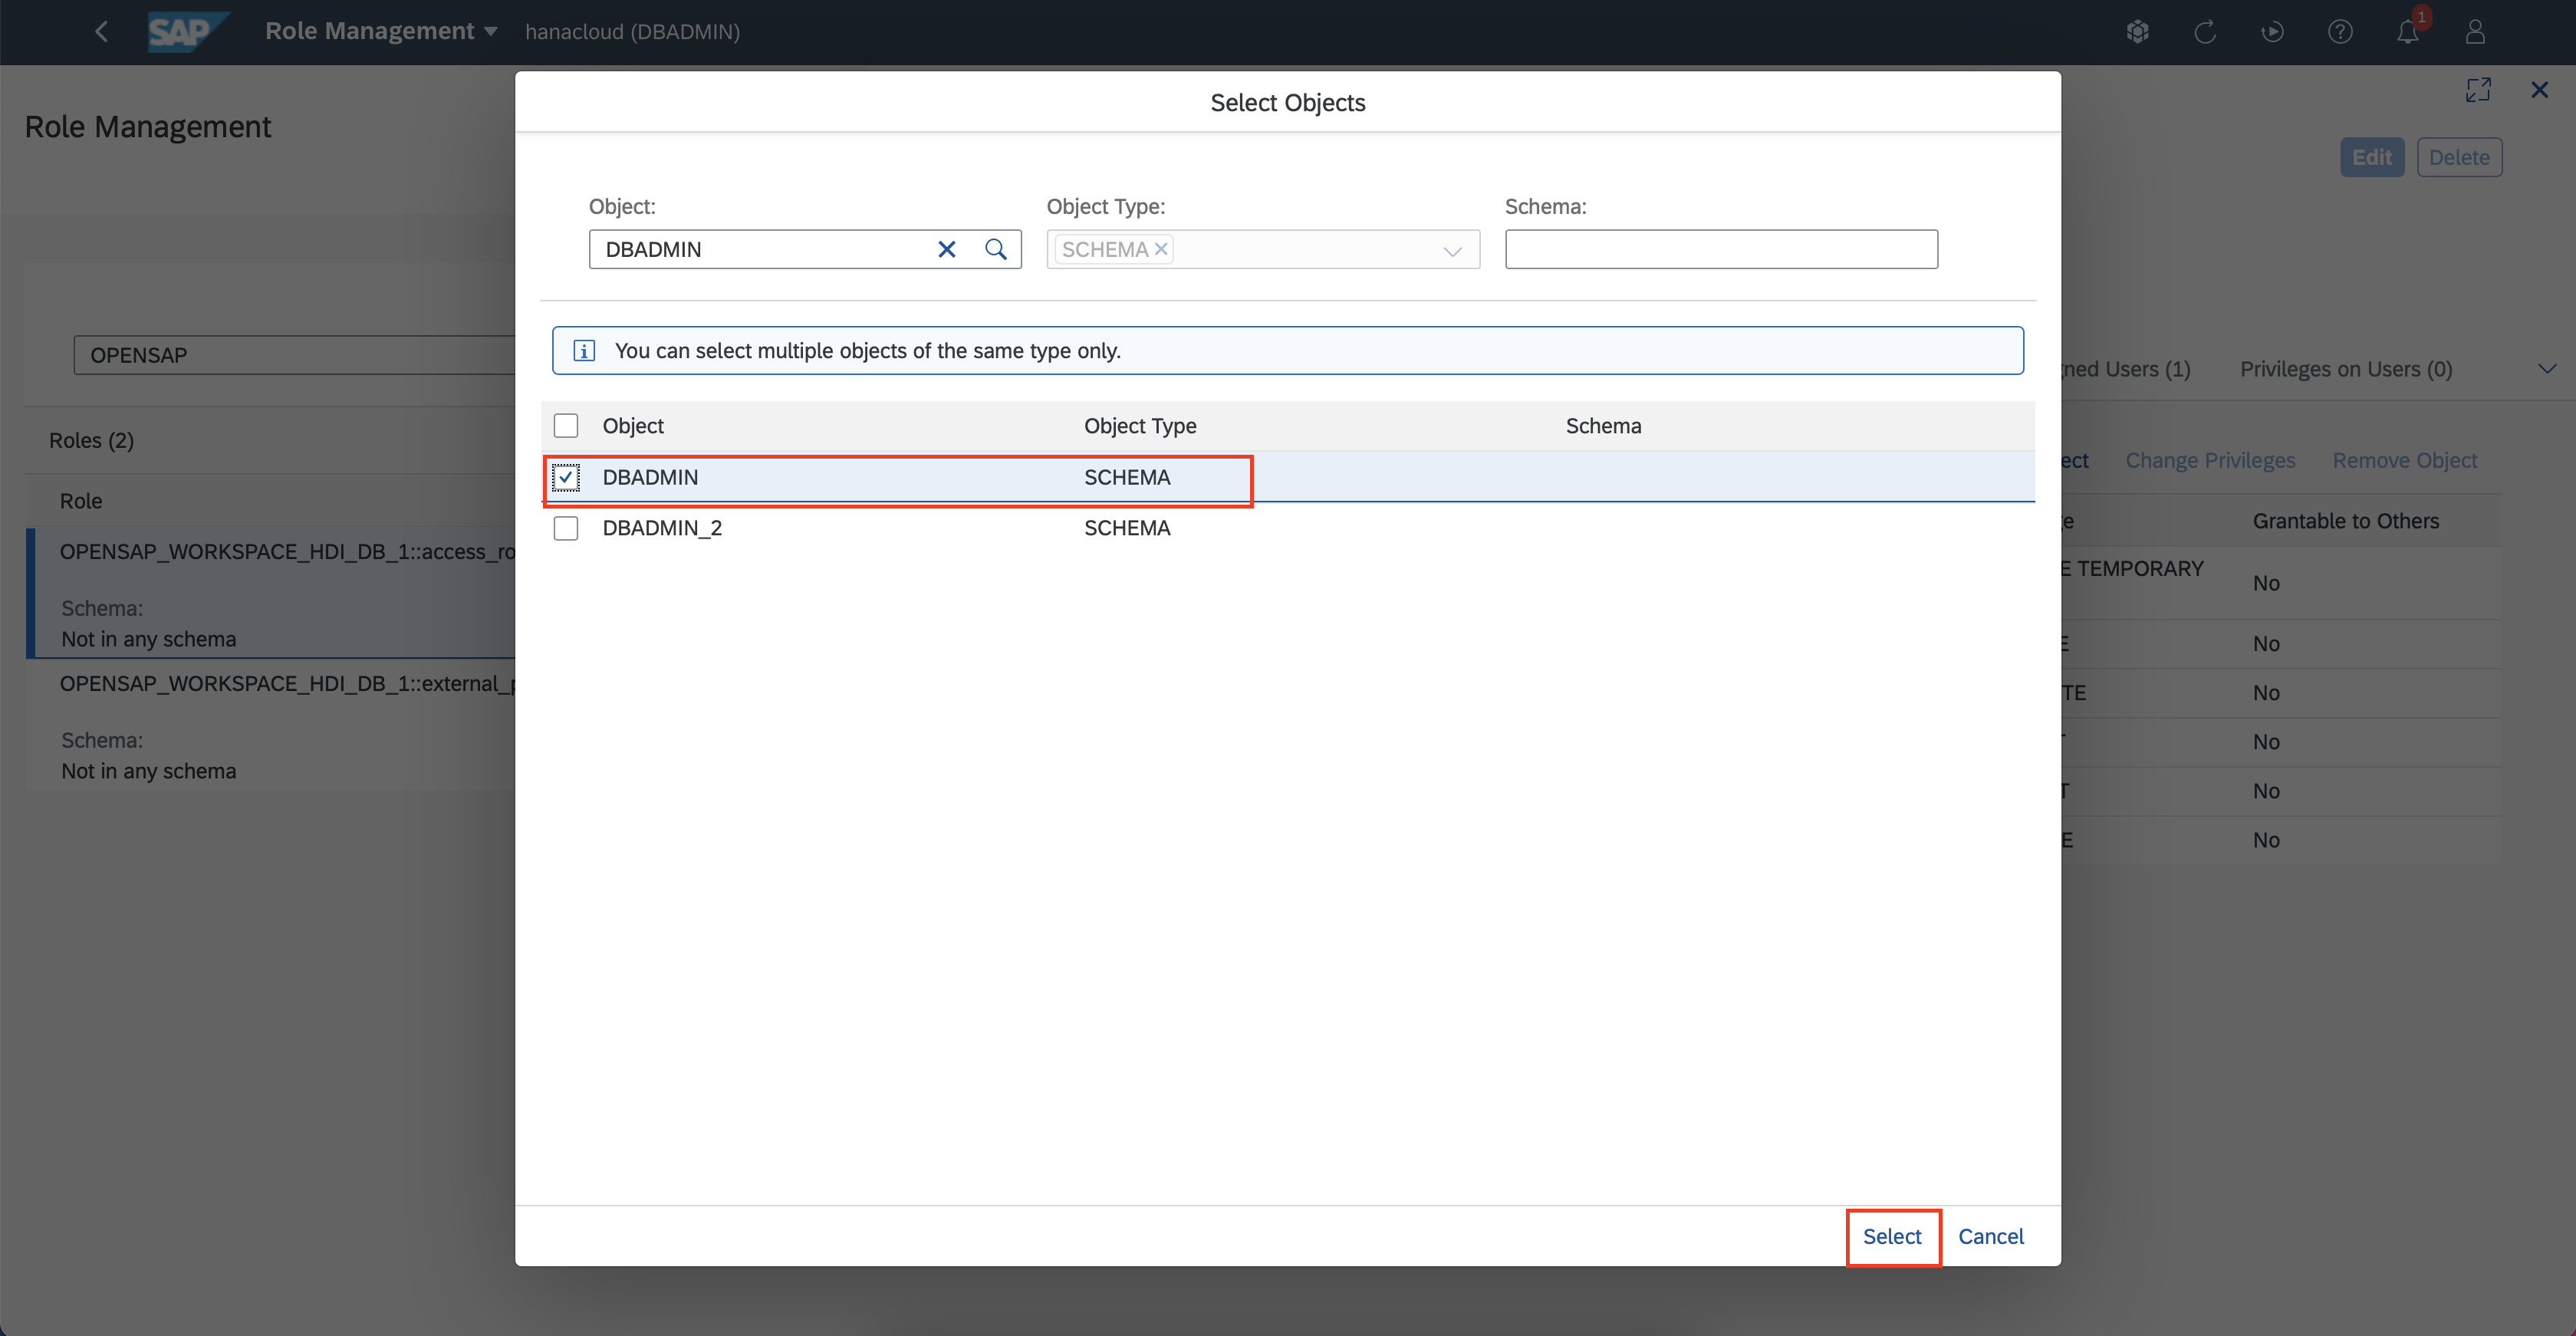 SAP Role Management hanacloud (DBADMIN) 1
Role Management
Edit Delete
OPENSAP
Roles (2)
Role
OPENSAP_WORKSPACE_HDI_DB_1::access_ro
Schema:
Not in any schema
OPENSAP_WORKSPACE_HDI_DB_1::external_p
Schema:
Not in any schema
Select Objects
Object: Object Type: Schema:
DBADMIN SCHEMA
You can select multiple objects of the same type only.
Object Object Type Schema
DBADMIN SCHEMA
DBADMIN_2 SCHEMA
Select Cancel
gned Users (1) Privileges on Users (0)
ect Change Privileges Remove Object
ge Grantable to Others
E TEMPORARY No
E No
TE No
T No
T No
E No